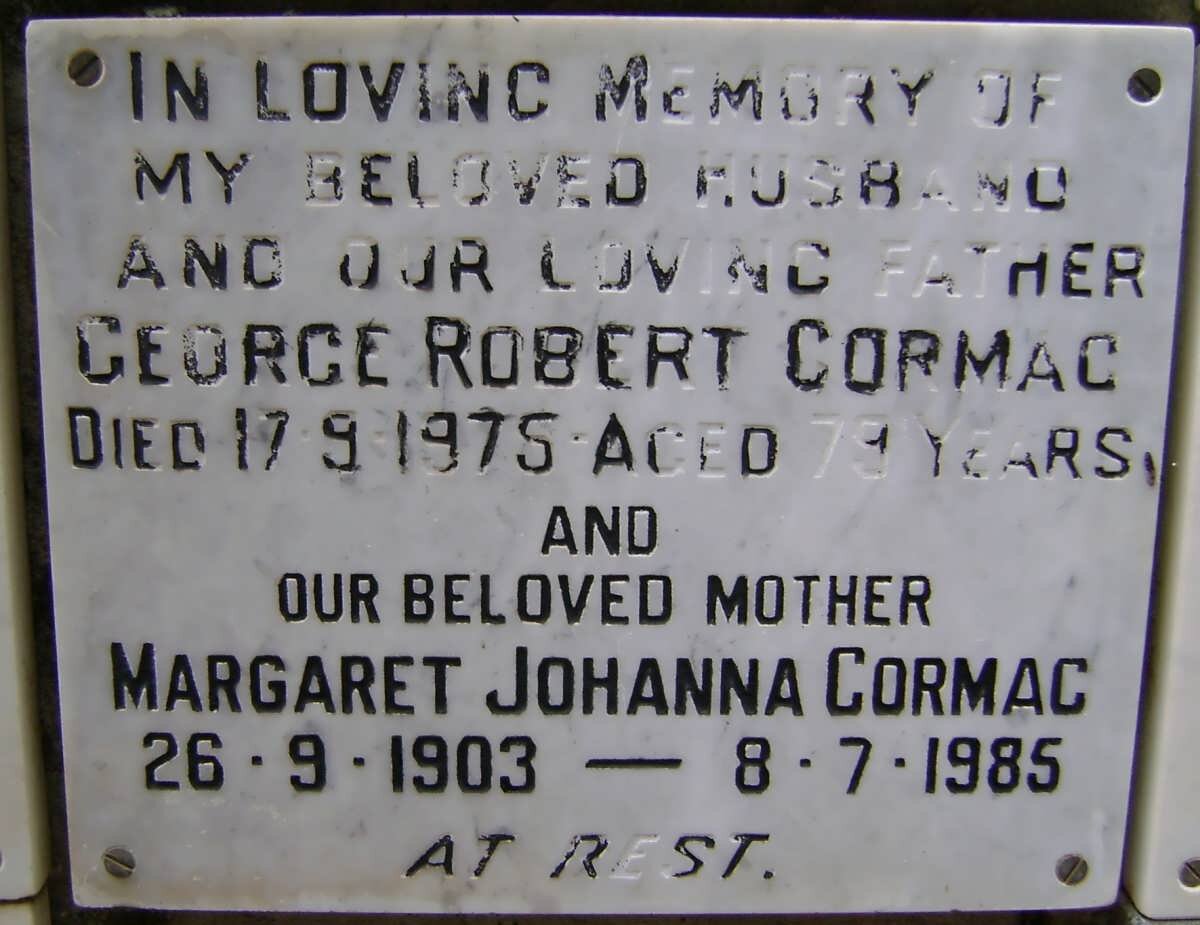 IN LOVING MEMORY OF
MY BELOVED HUSBAND
AND OUR LOVING FATHER
GEORGE ROBERT CORMAC
DIED 17·9·1975·AGED 79 YEARS,
AND
OUR BELOVED MOTHER
MARGARET JOHANNA CORMAC
26·9·1903 — 8·7·1985
AT REST.